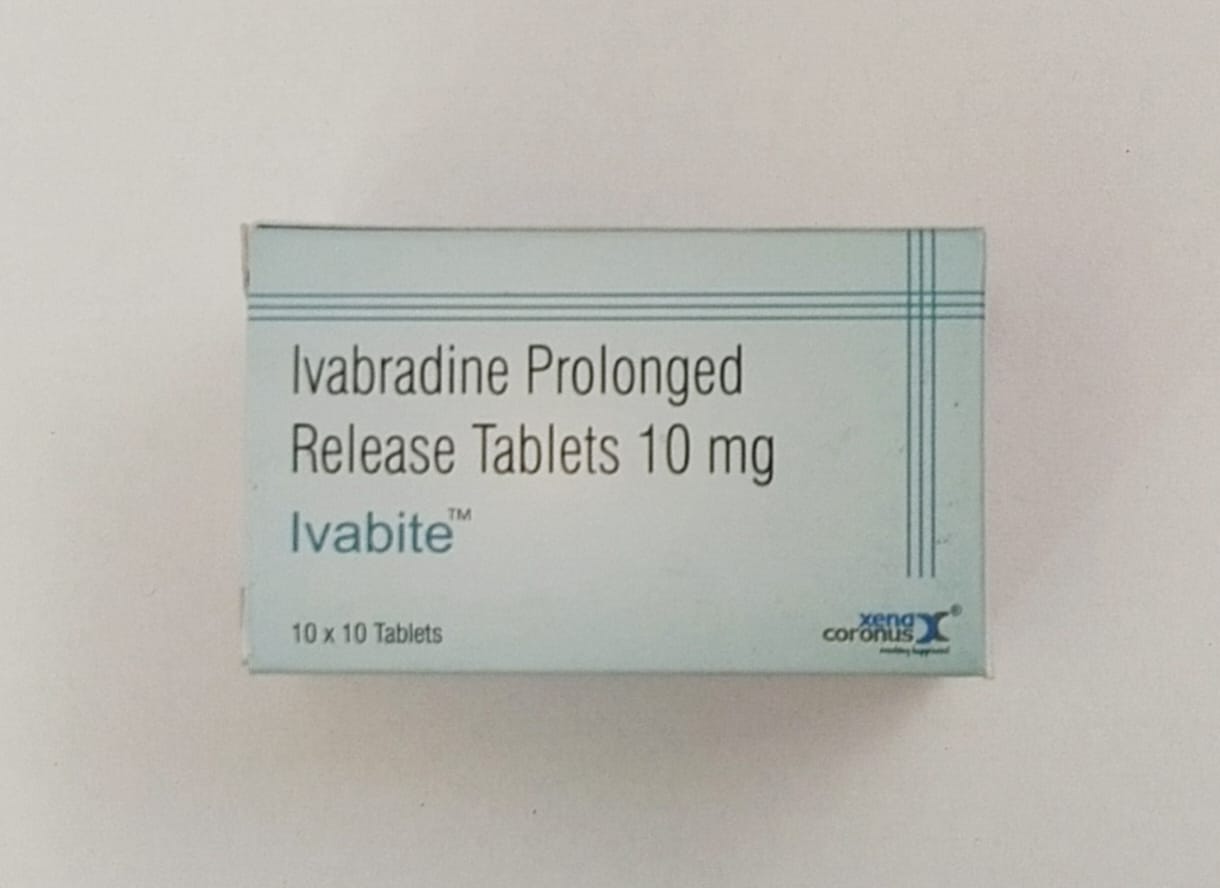 Ivabradine Prolonged
Release Tablets 10 mg
Ivabite™
10 x 10 Tablets
xena
coronus X®